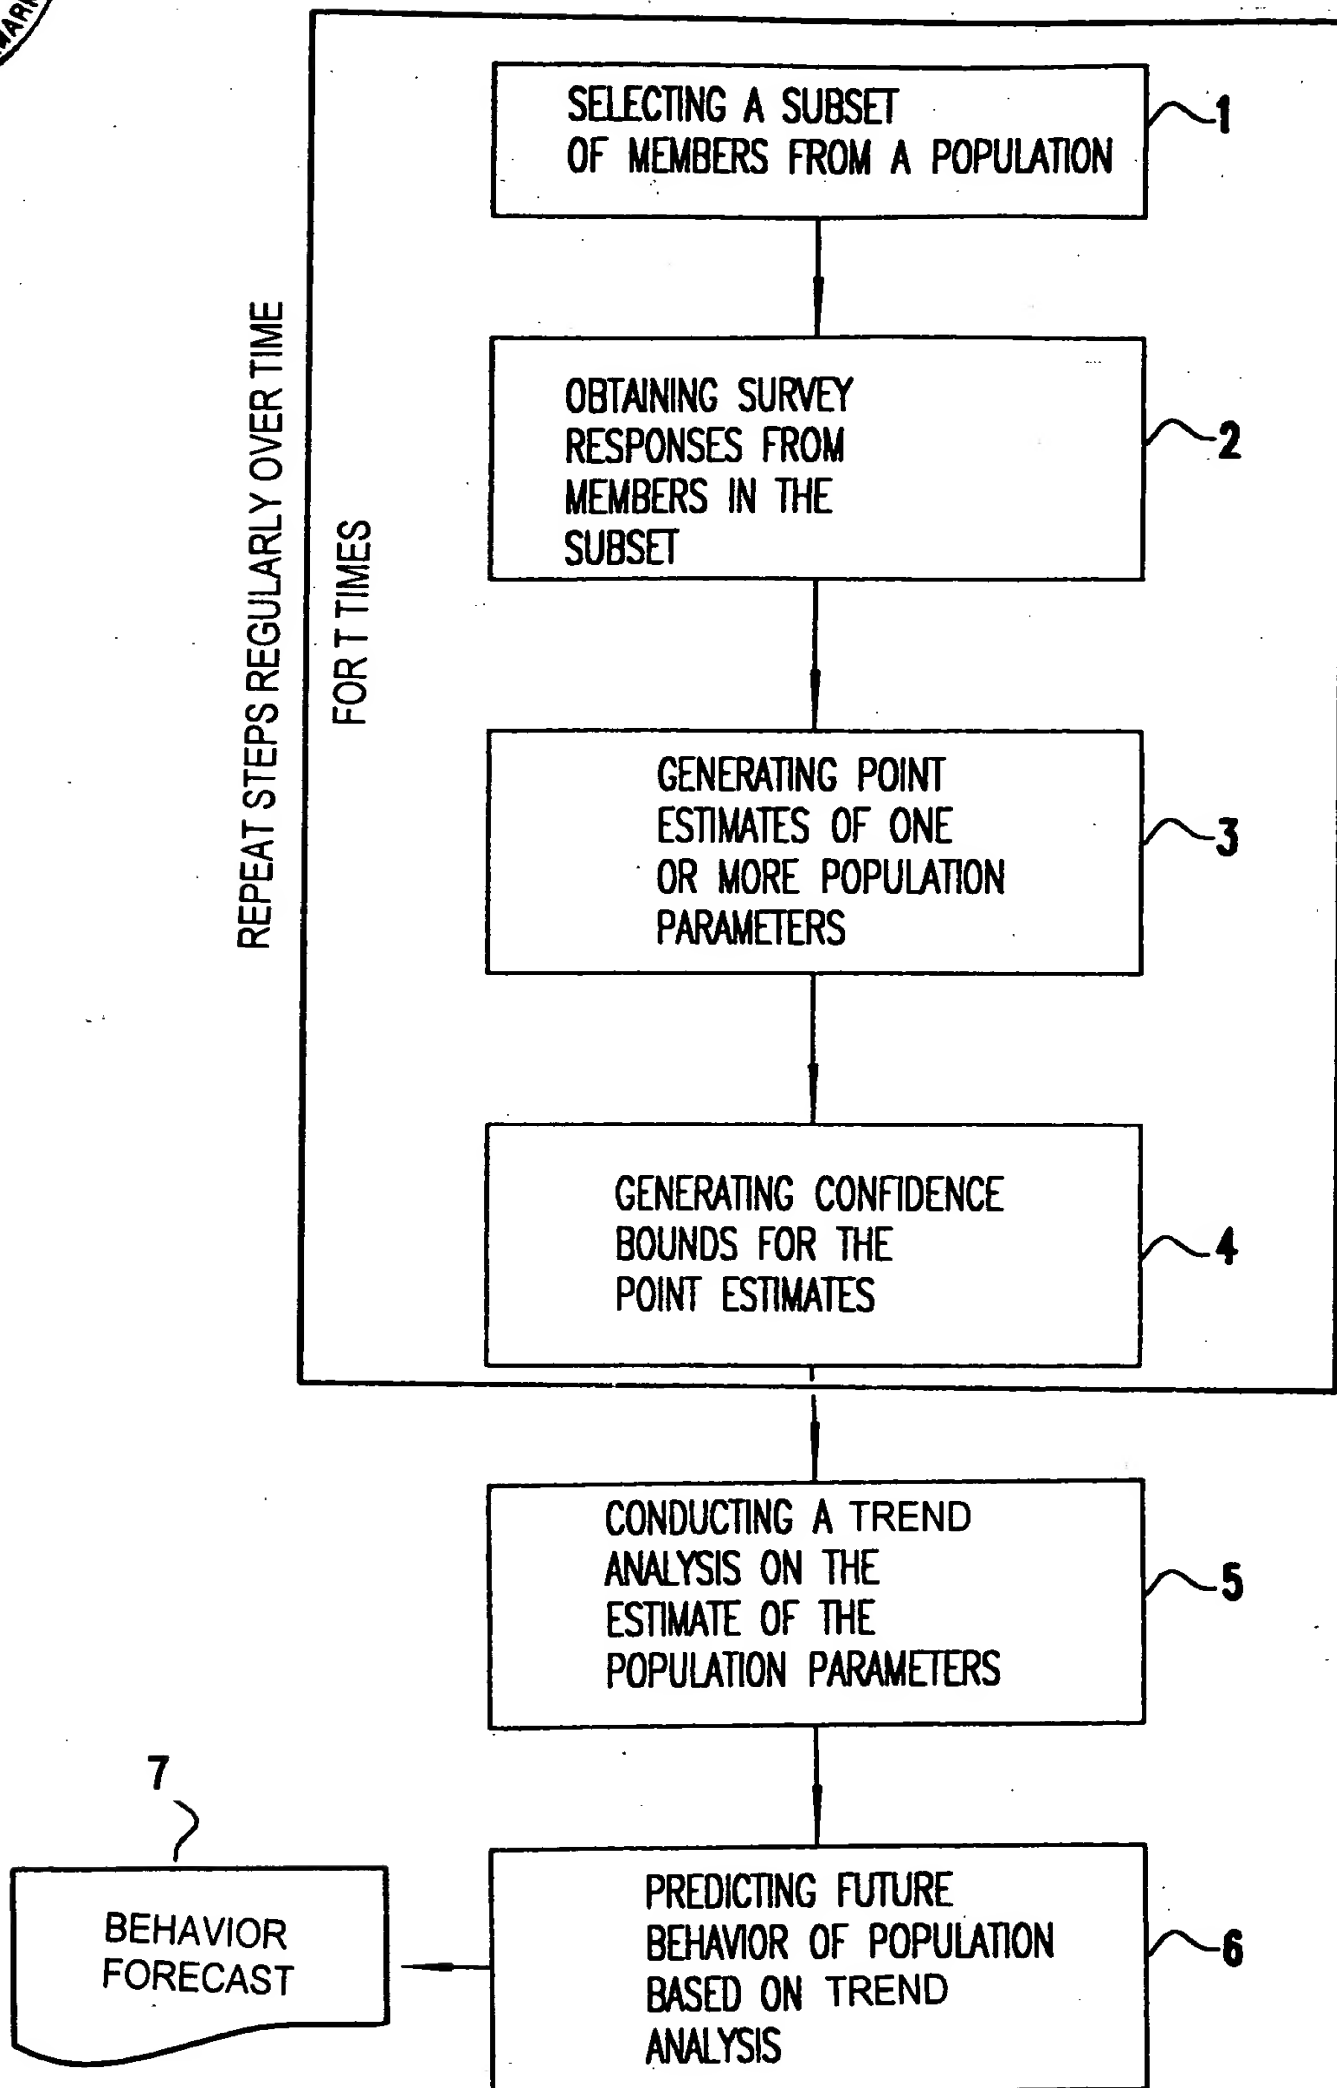 SELECTING A SUBSET
OF MEMBERS FROM A POPULATION
1
OBTAINING SURVEY
RESPONSES FROM
MEMBERS IN THE
SUBSET
2
REPEAT STEPS REGULARLY OVER TIME
FOR T TIMES
GENERATING POINT
ESTIMATES OF ONE
OR MORE POPULATION
PARAMETERS
3
GENERATING CONFIDENCE
BOUNDS FOR THE
POINT ESTIMATES
4
CONDUCTING A TREND
ANALYSIS ON THE
ESTIMATE OF THE
POPULATION PARAMETERS
5
7
BEHAVIOR
FORECAST
PREDICTING FUTURE
BEHAVIOR OF POPULATION
BASED ON TREND
ANALYSIS
6